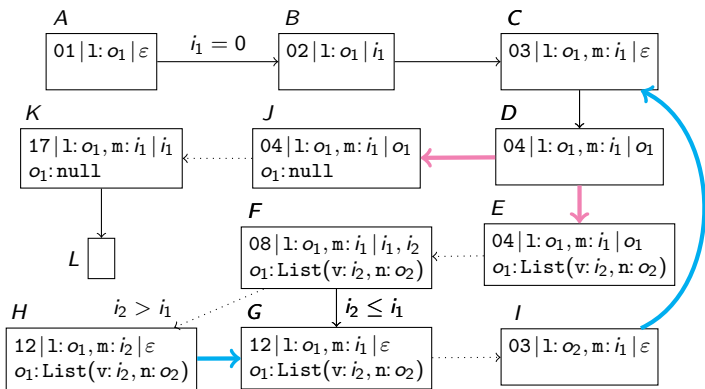 A
B
C
01 | l: o₁ | ε
i₁ = 0
02 | l: o₁ | i₁
03 | l: o₁, m: i₁ | ε
K
J
D
17 | l: o₁, m: i₁ | i₁
o₁: null
04 | l: o₁, m: i₁ | o₁
o₁: null
04 | l: o₁, m: i₁ | o₁
F
E
L
08 | l: o₁, m: i₁ | i₁, i₂
o₁: List(v: i₂, n: o₂)
04 | l: o₁, m: i₁ | o₁
o₁: List(v: i₂, n: o₂)
H
i₂ > i₁
G
i₂ ≤ i₁
I
12 | l: o₁, m: i₂ | ε
o₁: List(v: i₂, n: o₂)
12 | l: o₁, m: i₁ | ε
o₁: List(v: i₂, n: o₂)
03 | l: o₂, m: i₁ | ε